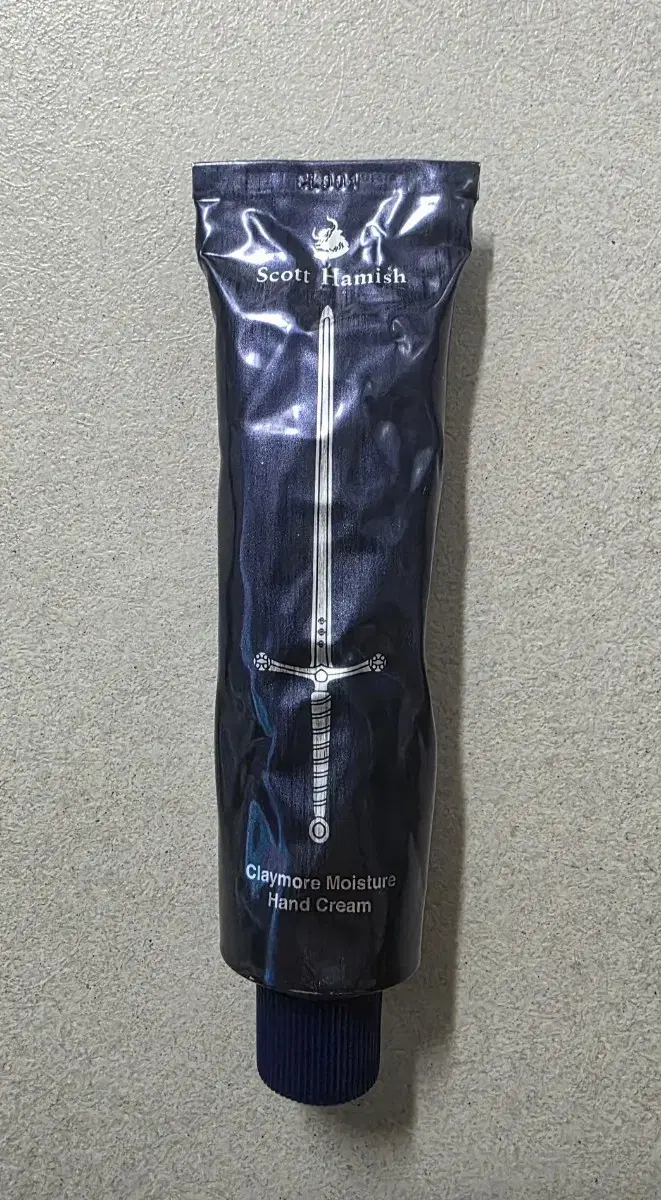 Scott Hamish
Claymore Moisture
Hand Cream